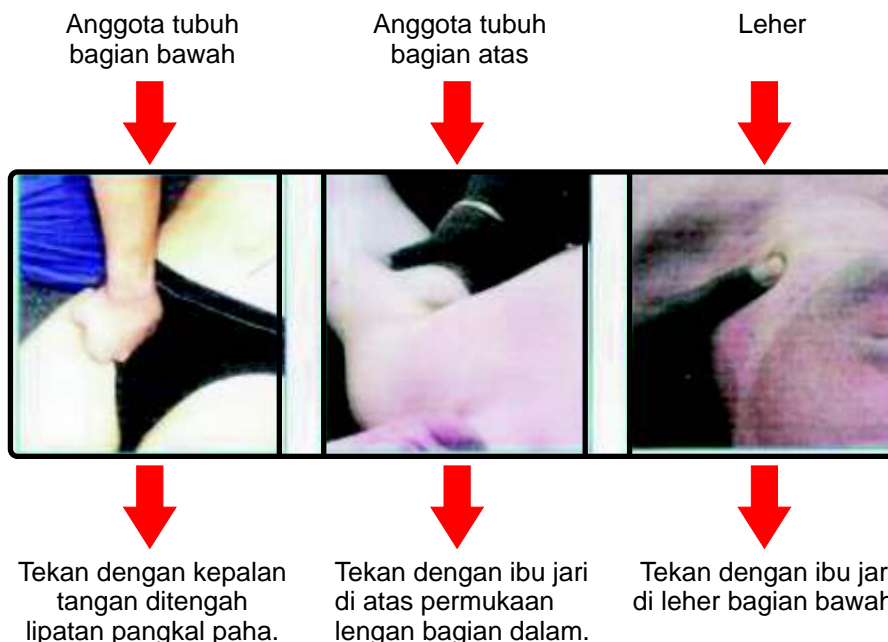 Anggota tubuh
bagian bawah
Anggota tubuh
bagian atas
Leher
Tekan dengan kepalan
tangan ditengah
lipatan pangkal paha.
Tekan dengan ibu jari
di atas permukaan
lengan bagian dalam.
Tekan dengan ibu jar
di leher bagian bawah